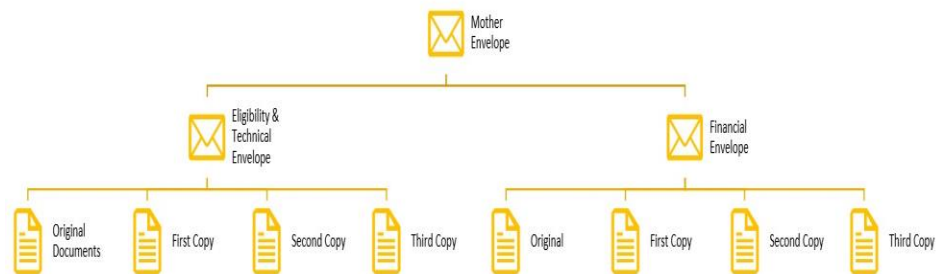 Mother
Envelope
Eligibility &
Technical
Envelope
Financial
Envelope
Original
Documents
First Copy
Second Copy
Third Copy
Original
First Copy
Second Copy
Third Copy